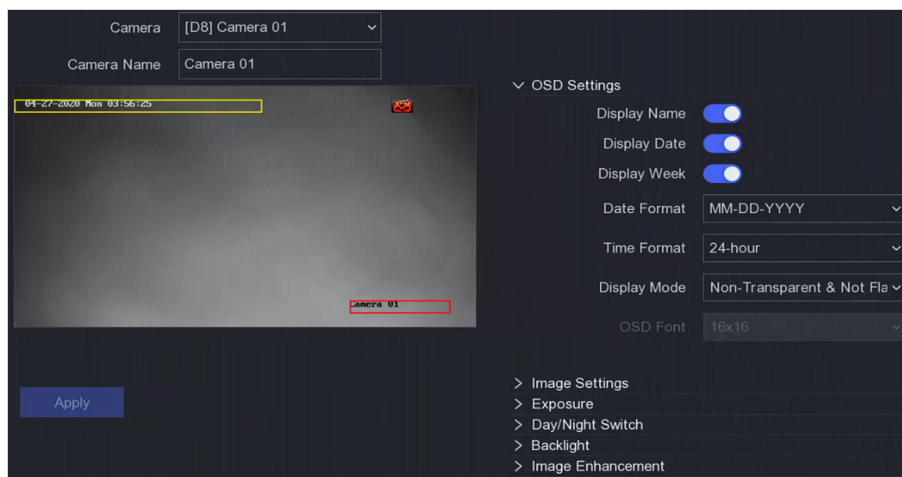 Camera [D8] Camera 01
Camera Name Camera 01
04-27-2020 Mon 03:56:25
Camera 01
OSD Settings
Display Name
Display Date
Display Week
Date Format MM-DD-YYYY
Time Format 24-hour
Display Mode Non-Transparent & Not Fla
OSD Font 16x16
Apply
Image Settings
Exposure
Day/Night Switch
Backlight
Image Enhancement